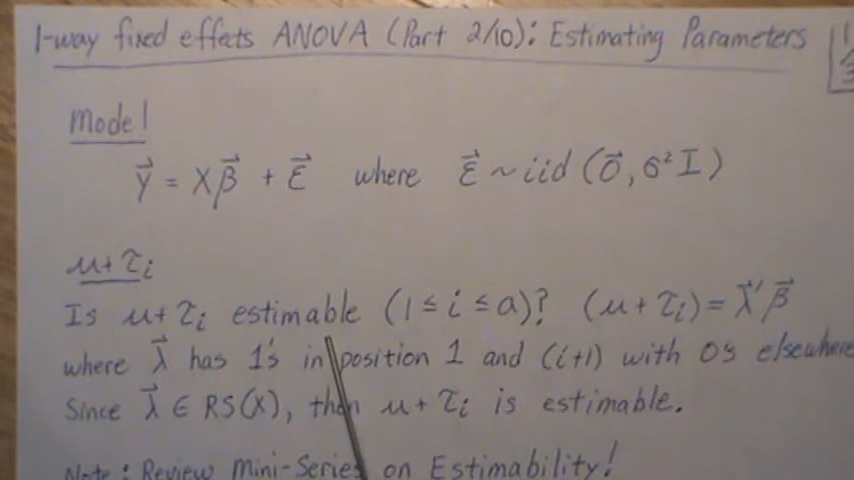 1-way fixed effects ANOVA (Part 2/10): Estimating Parameters
Model
Y⃗ = Xβ⃗ + ε⃗ where ε⃗ ~ iid (0⃗, σ²I)
μ+τᵢ
Is μ+τᵢ estimable (1 ≤ i ≤ a)? (μ+τᵢ) = λ⃗'β⃗
where λ⃗ has 1's in position 1 and (i+1) with 0s elsewhere
Since λ⃗ ∈ RS(X), then μ+τᵢ is estimable.
Note: Review Mini-Series on Estimability!